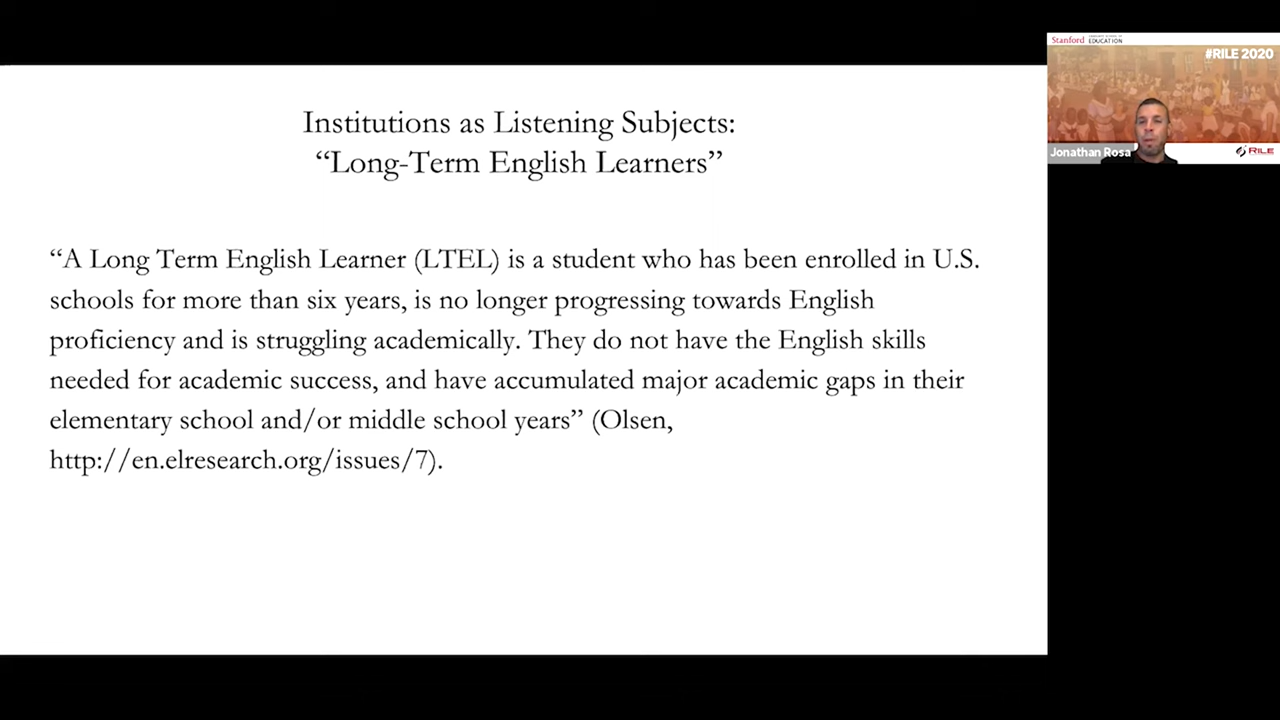 Institutions as Listening Subjects:
“Long-Term English Learners”
“A Long Term English Learner (LTEL) is a student who has been enrolled in U.S.
schools for more than six years, is no longer progressing towards English
proficiency and is struggling academically. They do not have the English skills
needed for academic success, and have accumulated major academic gaps in their
elementary school and/or middle school years” (Olsen,
http://en.elresearch.org/issues/7).
Stanford
EDUCATION
#RILE 2020
Jonathan Rosa
RILE